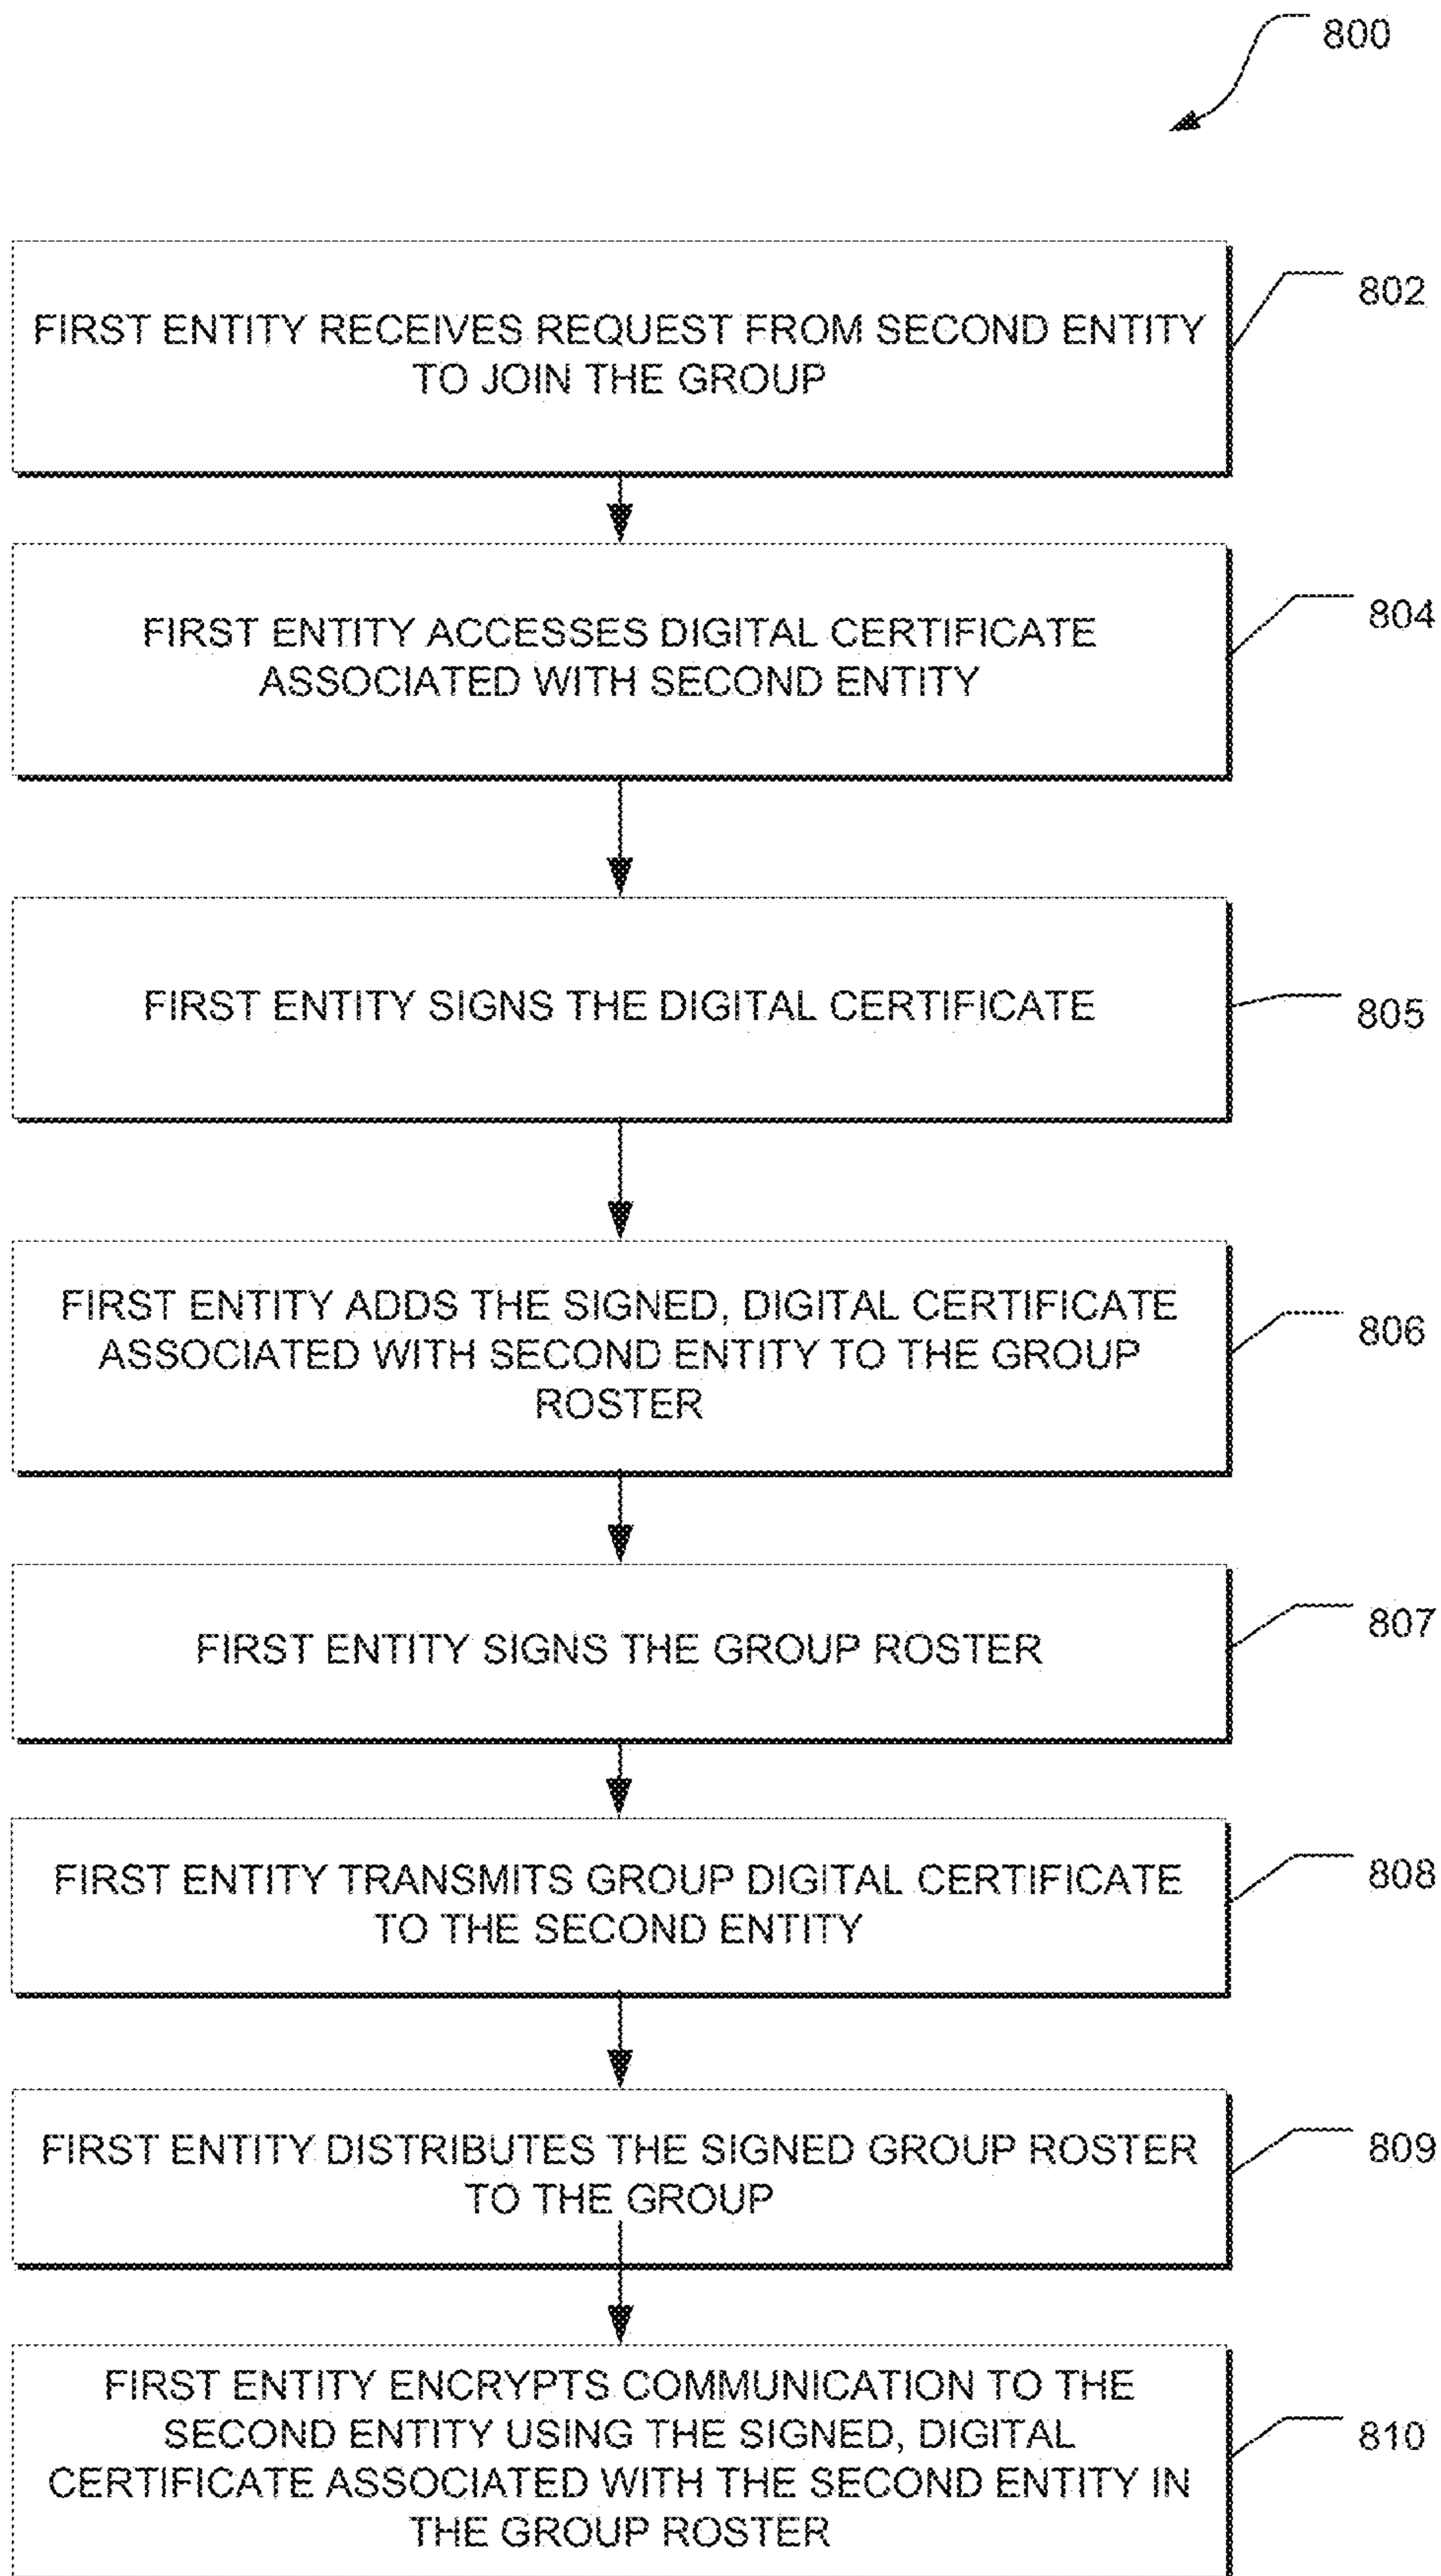 800
FIRST ENTITY RECEIVES REQUEST FROM SECOND ENTITY
TO JOIN THE GROUP
802
FIRST ENTITY ACCESSES DIGITAL CERTIFICATE
ASSOCIATED WITH SECOND ENTITY
804
FIRST ENTITY SIGNS THE DIGITAL CERTIFICATE
805
FIRST ENTITY ADDS THE SIGNED, DIGITAL CERTIFICATE
ASSOCIATED WITH SECOND ENTITY TO THE GROUP
ROSTER
806
FIRST ENTITY SIGNS THE GROUP ROSTER
807
FIRST ENTITY TRANSMITS GROUP DIGITAL CERTIFICATE
TO THE SECOND ENTITY
808
FIRST ENTITY DISTRIBUTES THE SIGNED GROUP ROSTER
TO THE GROUP
809
FIRST ENTITY ENCRYPTS COMMUNICATION TO THE
SECOND ENTITY USING THE SIGNED, DIGITAL
CERTIFICATE ASSOCIATED WITH THE SECOND ENTITY IN
THE GROUP ROSTER
810